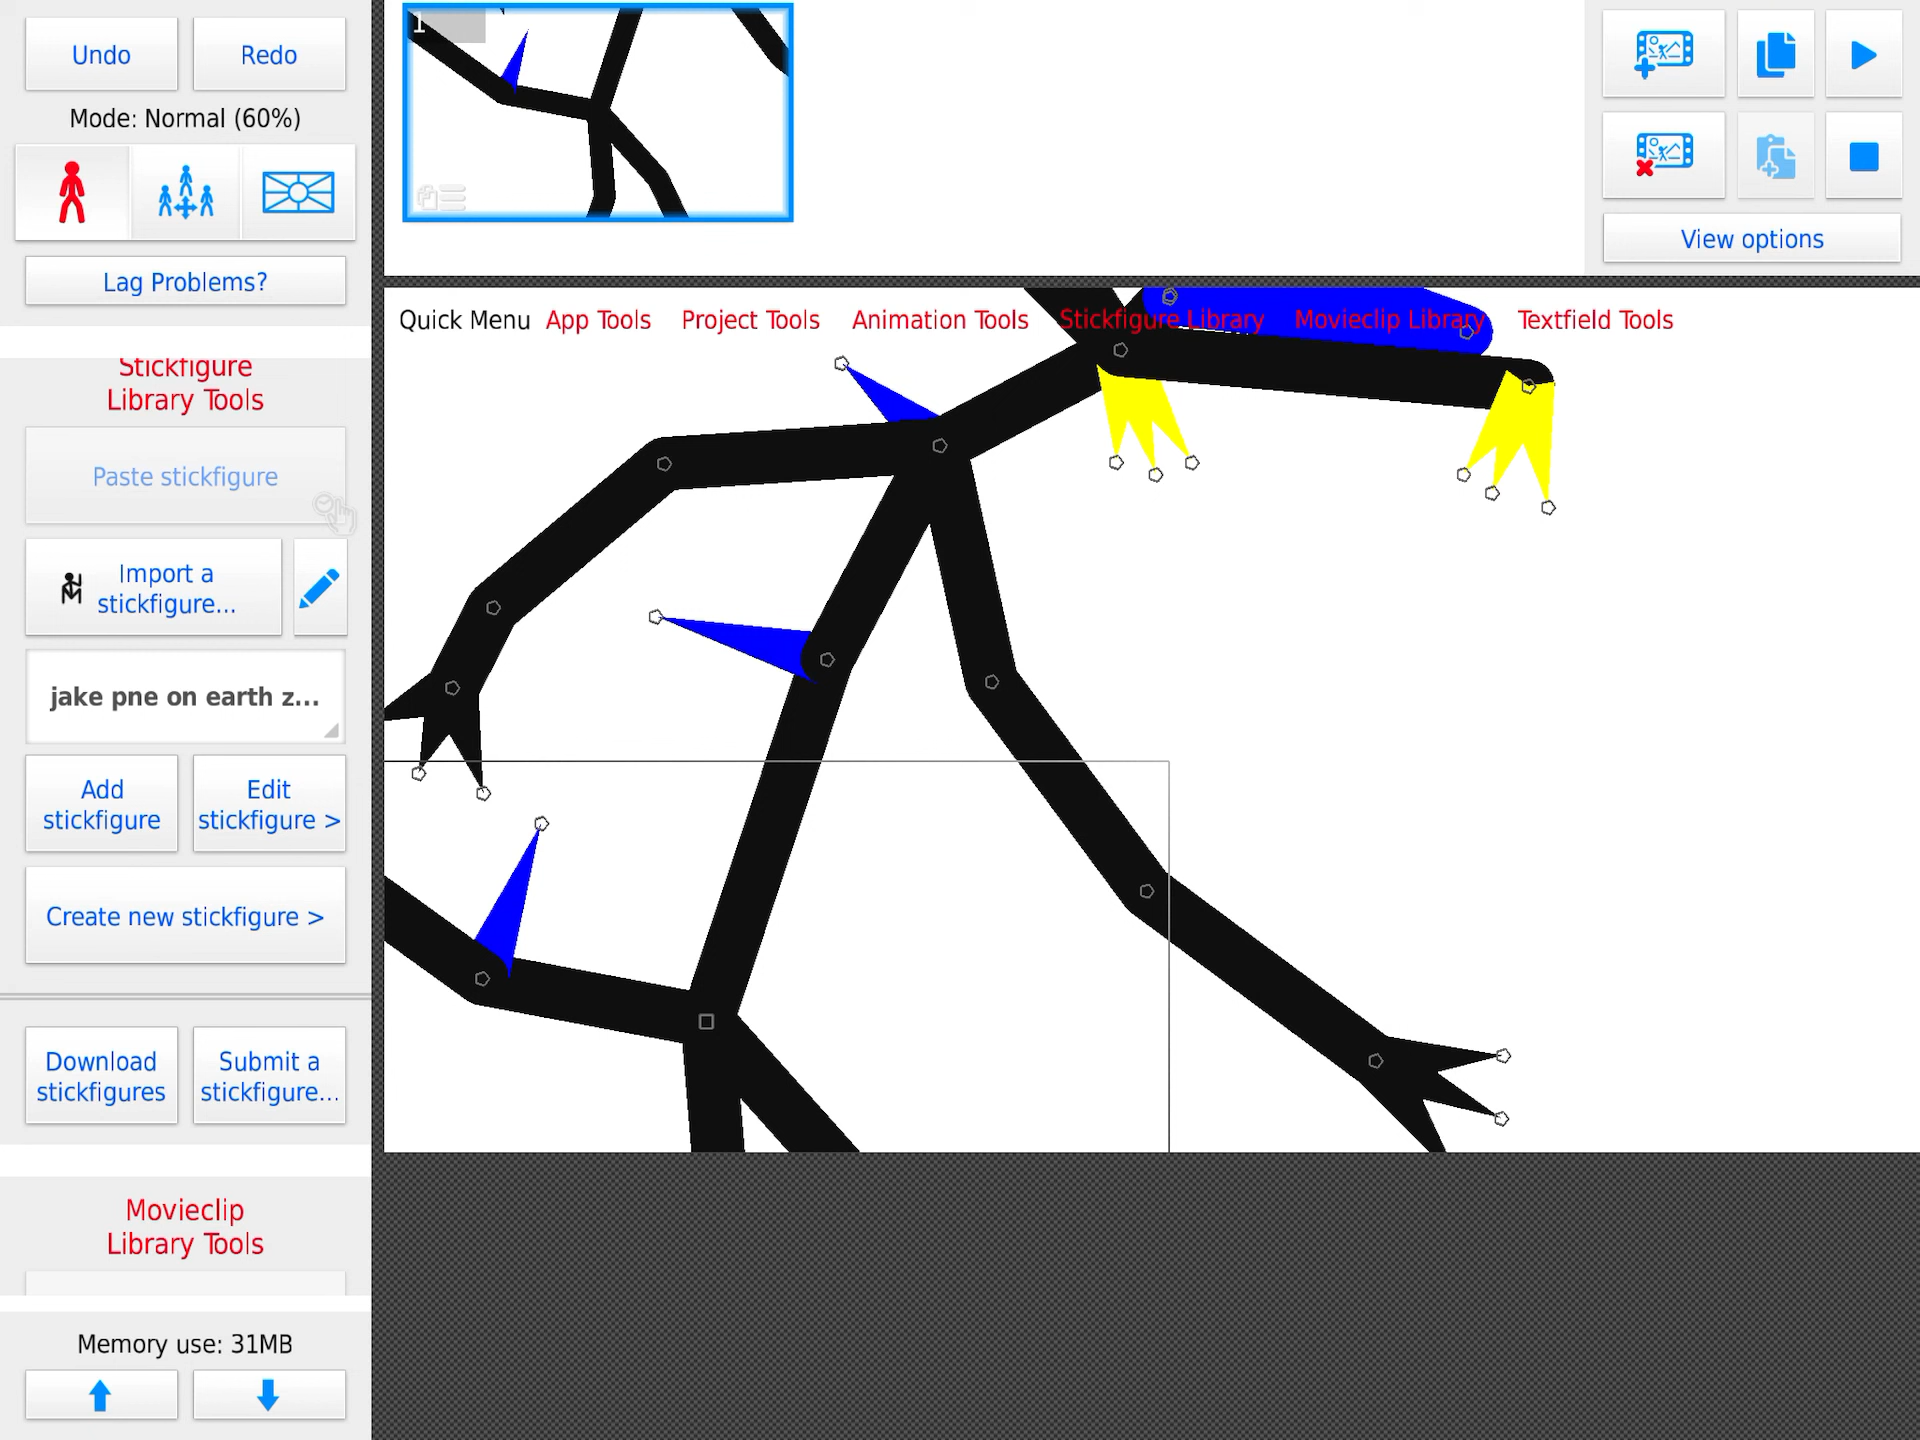 Undo
Redo
Mode: Normal (60%)
Lag Problems?
Stickfigure
Library Tools
Paste stickfigure
Import a
stickfigure...
jake pne on earth z...
Add
stickfigure
Edit
stickfigure >
Create new stickfigure >
Download
stickfigures
Submit a
stickfigure...
Movieclip
Library Tools
Memory use: 31MB
1
View options
Quick Menu App Tools Project Tools Animation Tools Stickfigure Library Movieclip Library Textfield Tools